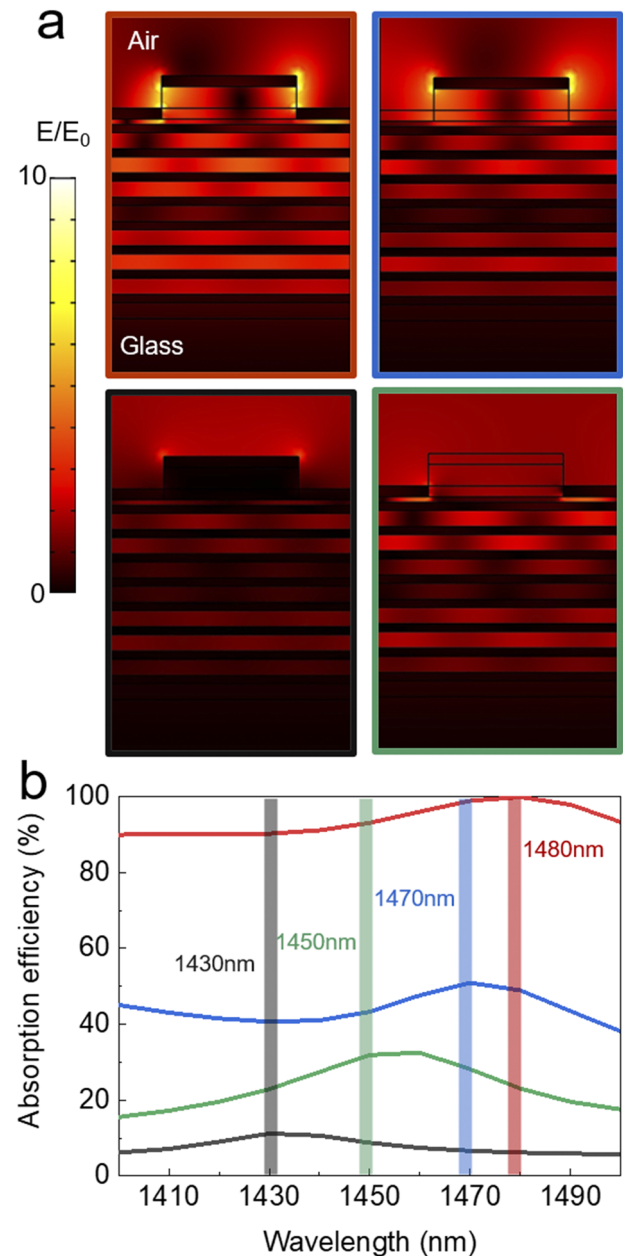 a
Air
E/E0
10
0
Glass
b
Absorption efficiency (%)
100
80
60
40
20
0
1480nm
1470nm
1450nm
1430nm
1410
1430
1450
1470
1490
Wavelength (nm)